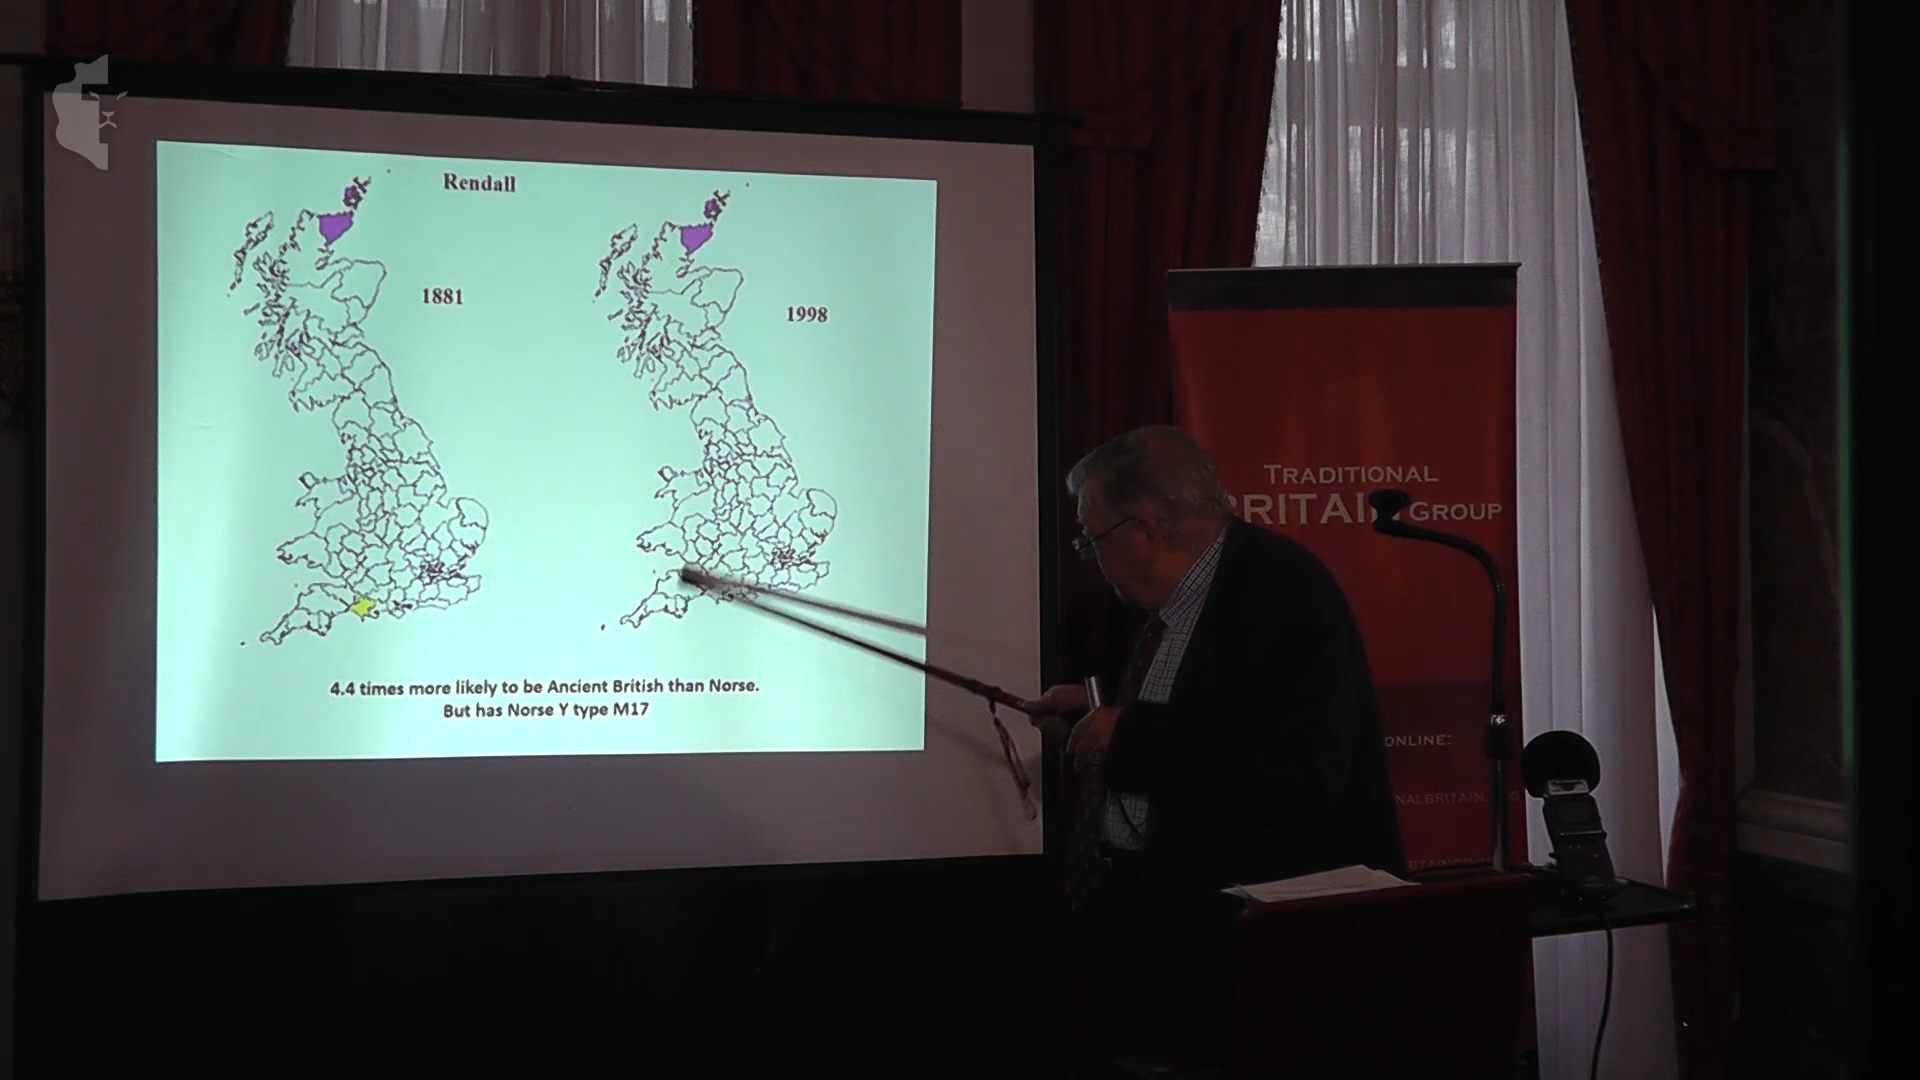 Rendall
1881
1998
4.4 times more likely to be Ancient British than Norse.
But has Norse Y type M17
TRADITIONAL
GROUP
ONLINE: